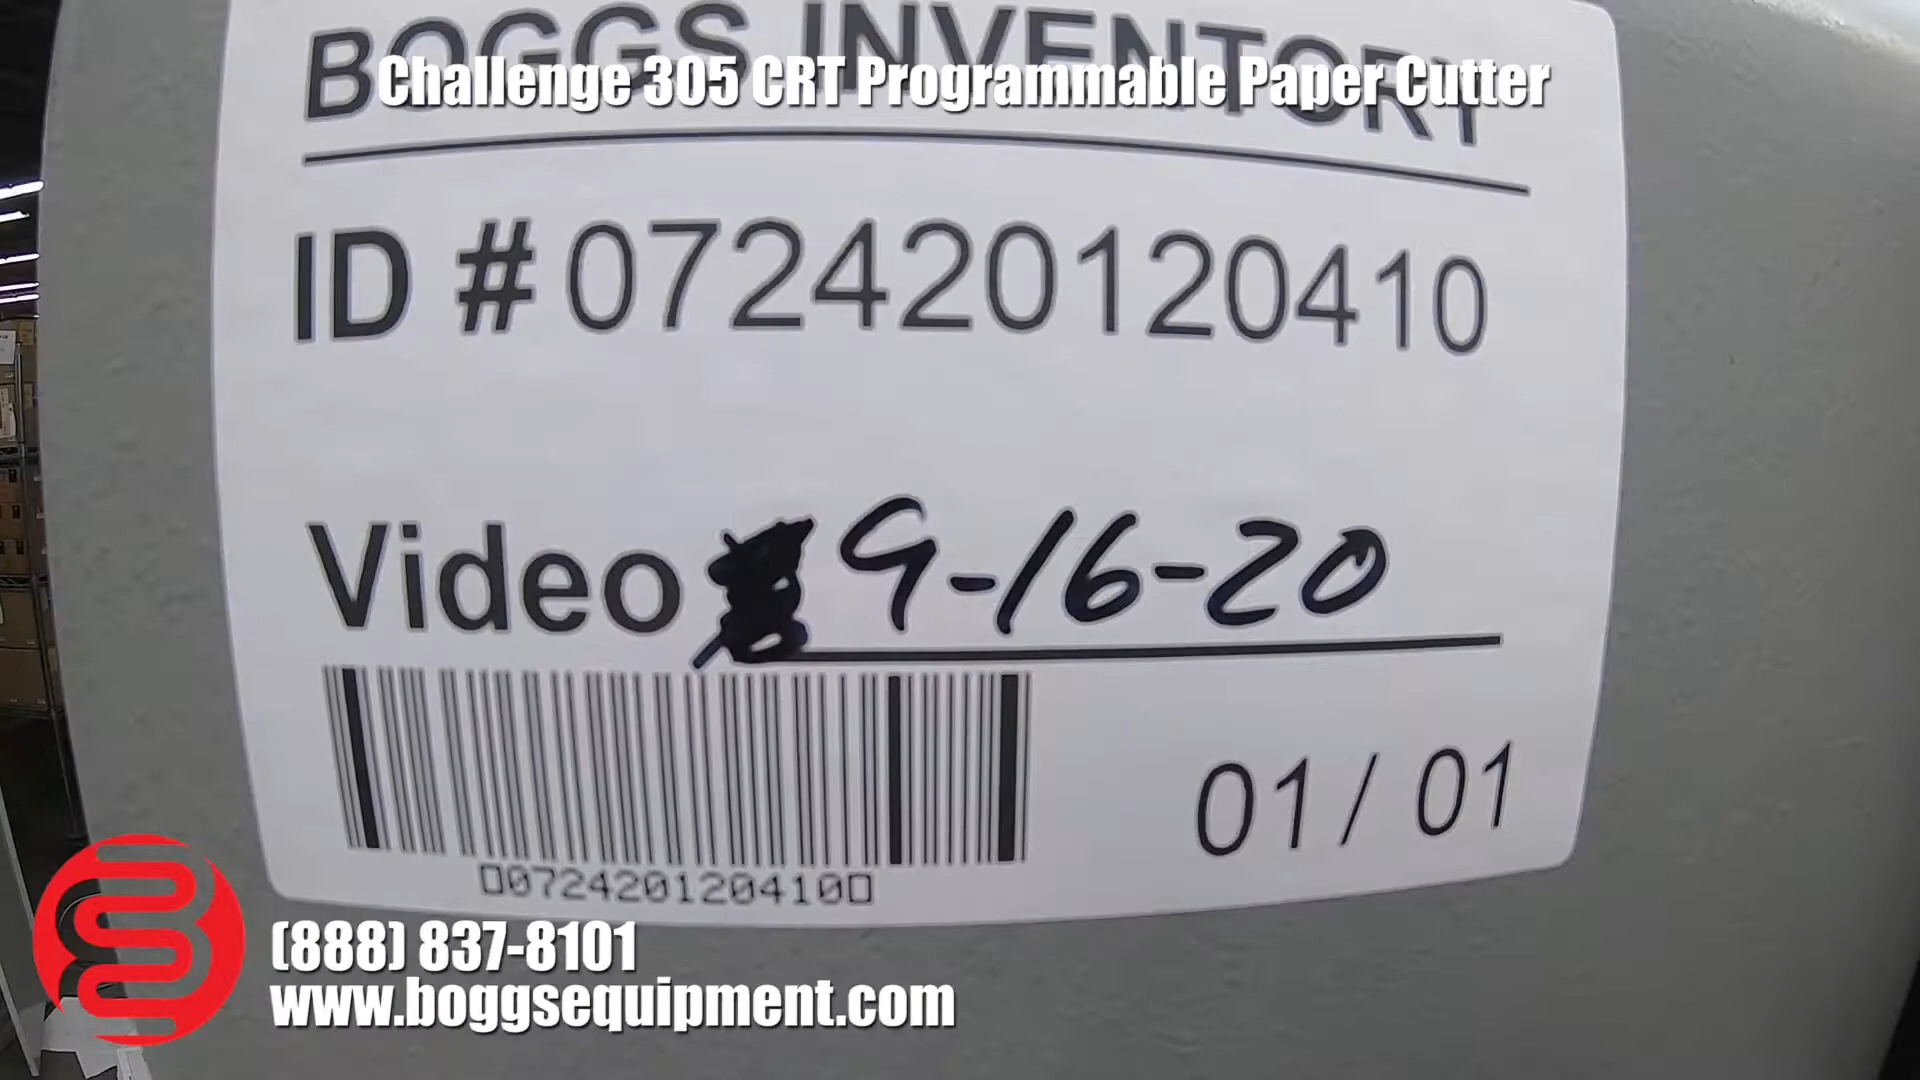 BOGGS INVENTORY
Challenge 305 CRT Programmable Paper Cutter
ID #072420120410
Video 9-16-20
01 / 01
072420120410
(888) 837-8101
www.boggsequipment.com